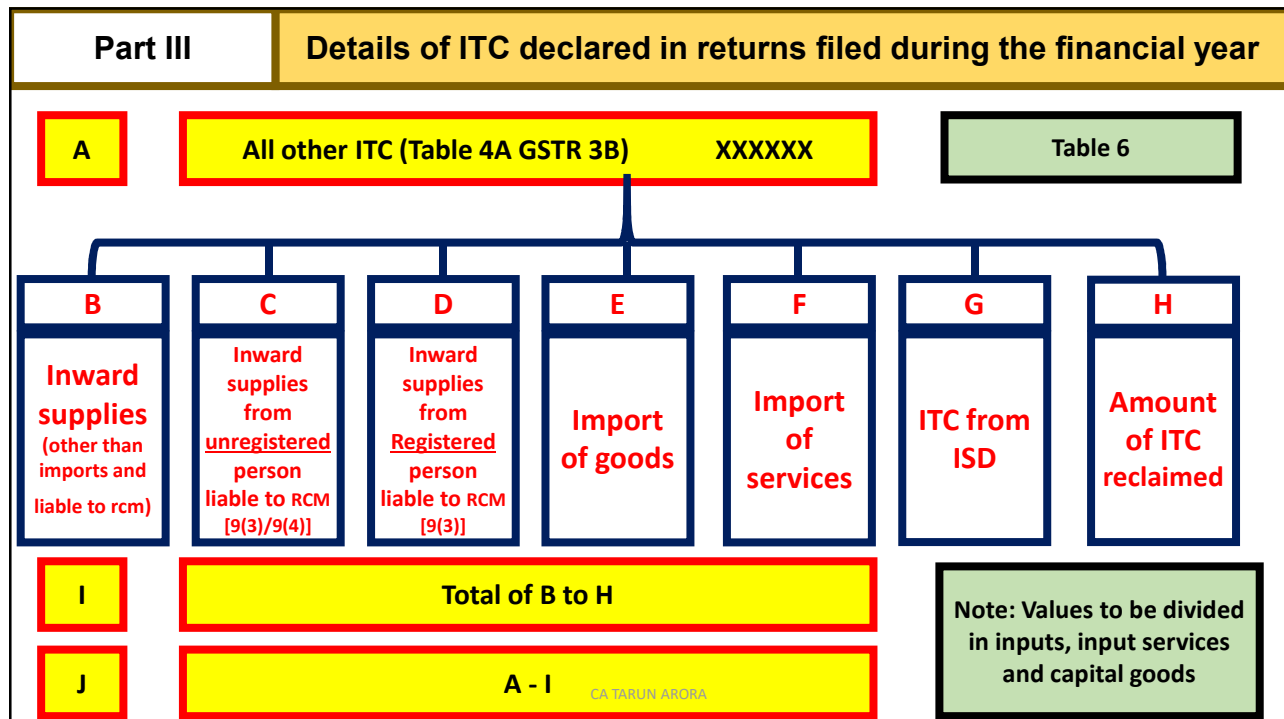 Part III
Details of ITC declared in returns filed during the financial year
A
All other ITC (Table 4A GSTR 3B) XXXXXX
Table 6
B
Inward
supplies
(other than
imports and
liable to rcm)
C
Inward
supplies
from
unregistered
person
liable to RCM
[9(3)/9(4)]
D
Inward
supplies
from
Registered
person
liable to RCM
[9(3)]
E
Import
of goods
F
Import
of
services
G
ITC from
ISD
H
Amount
of ITC
reclaimed
I
Total of B to H
Note: Values to be divided
in inputs, input services
and capital goods
J
A - I
CA TARUN ARORA